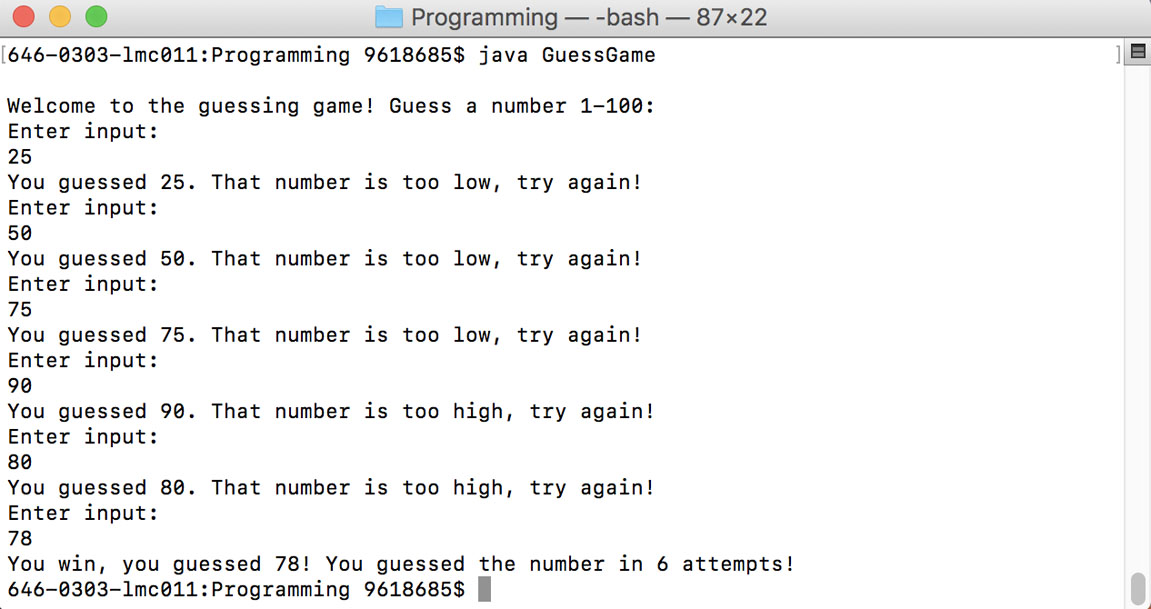 Programming — -bash — 87×22
[646-0303-lmc011:Programming 9618685$ java GuessGame ]
Welcome to the guessing game! Guess a number 1-100:
Enter input:
25
You guessed 25. That number is too low, try again!
Enter input:
50
You guessed 50. That number is too low, try again!
Enter input:
75
You guessed 75. That number is too low, try again!
Enter input:
90
You guessed 90. That number is too high, try again!
Enter input:
80
You guessed 80. That number is too high, try again!
Enter input:
78
You win, you guessed 78! You guessed the number in 6 attempts!
646-0303-lmc011:Programming 9618685$